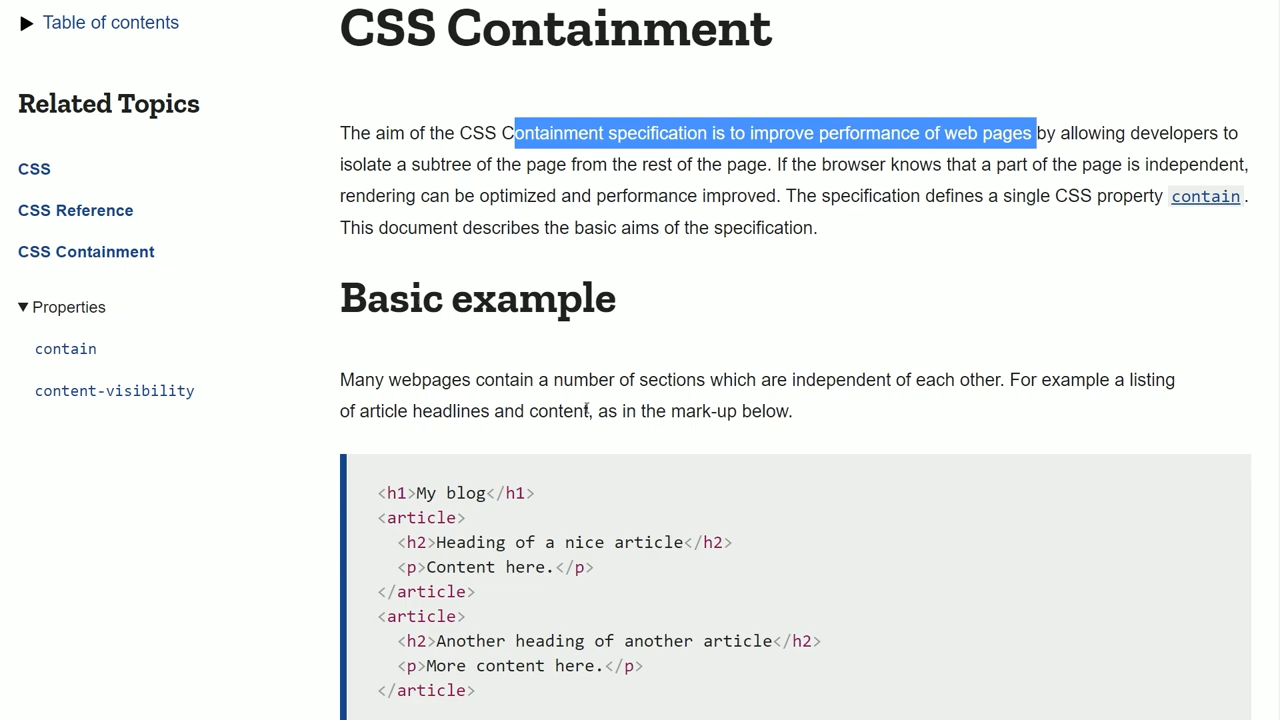 Table of contents
Related Topics
CSS
CSS Reference
CSS Containment
Properties
contain
content-visibility
CSS Containment
The aim of the CSS Containment specification is to improve performance of web pages by allowing developers to
isolate a subtree of the page from the rest of the page. If the browser knows that a part of the page is independent,
rendering can be optimized and performance improved. The specification defines a single CSS property contain.
This document describes the basic aims of the specification.
Basic example
Many webpages contain a number of sections which are independent of each other. For example a listing
of article headlines and content, as in the mark-up below.
<h1>My blog</h1>
<article>
  <h2>Heading of a nice article</h2>
  <p>Content here.</p>
</article>
<article>
  <h2>Another heading of another article</h2>
  <p>More content here.</p>
</article>